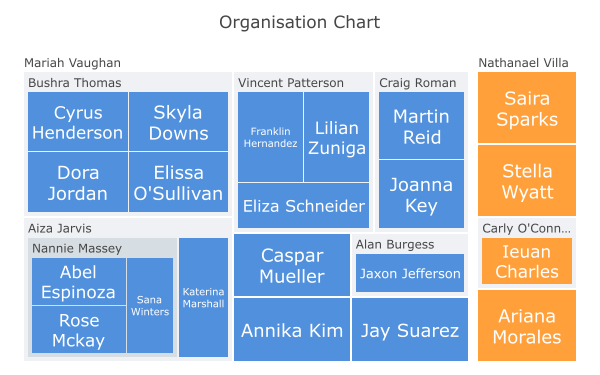 Organisation Chart
Mariah Vaughan
Bushra Thomas
Cyrus
Henderson
Skyla
Downs
Dora
Jordan
Elissa
O'Sullivan
Vincent Patterson
Franklin
Hernandez
Lilian
Zuniga
Eliza Schneider
Craig Roman
Martin
Reid
Joanna
Key
Aiza Jarvis
Nannie Massey
Abel
Espinoza
Rose
Mckay
Sana
Winters
Katerina
Marshall
Caspar
Mueller
Alan Burgess
Jaxon Jefferson
Annika Kim
Jay Suarez
Nathanael Villa
Saira
Sparks
Stella
Wyatt
Carly O'Conn...
Ieuan
Charles
Ariana
Morales